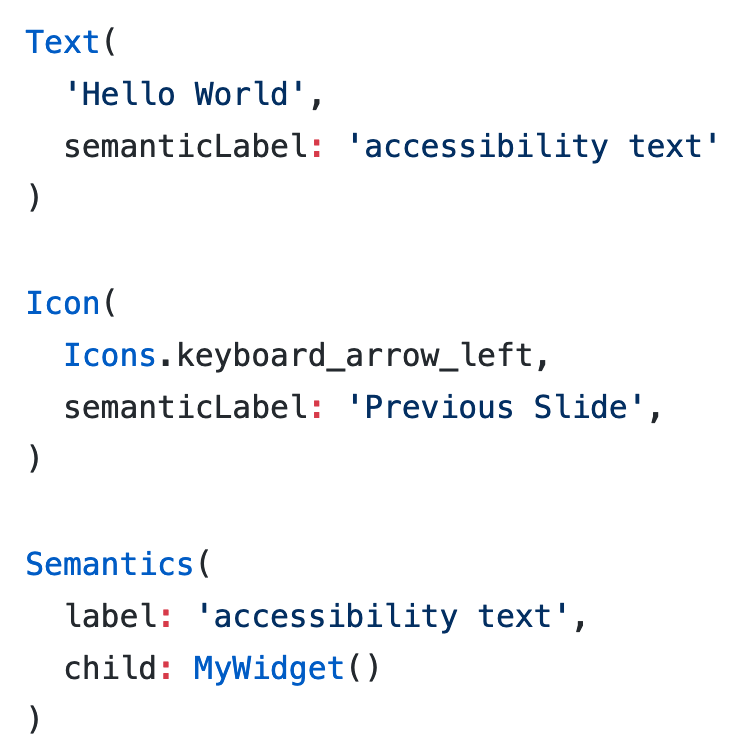 Text(
  'Hello World',
  semanticLabel: 'accessibility text'
)

Icon(
  Icons.keyboard_arrow_left,
  semanticLabel: 'Previous Slide',
)

Semantics(
  label: 'accessibility text',
  child: MyWidget()
)